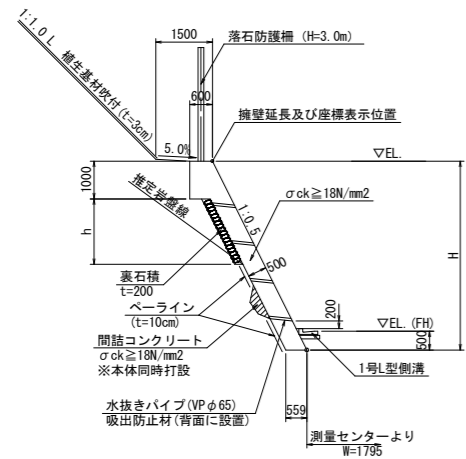 1:1.0 L
植生基材吹付(t=3cm)
1500
落石防護柵 (H=3.0m)
600
擁壁延長及び座標表示位置
5.0%
▽EL.
1000
推定岩盤線
σck≧18N/mm2
1:0.5
h
H
500
裏石積
t=200
ペーライン
(t=10cm)
200
▽EL.(FH)
500
間詰コンクリート
σck≧18N/mm2
※本体同時打設
1号L型側溝
水抜きパイプ(VPφ65)
吸出防止材(背面に設置)
559
測量センターより
W=1795